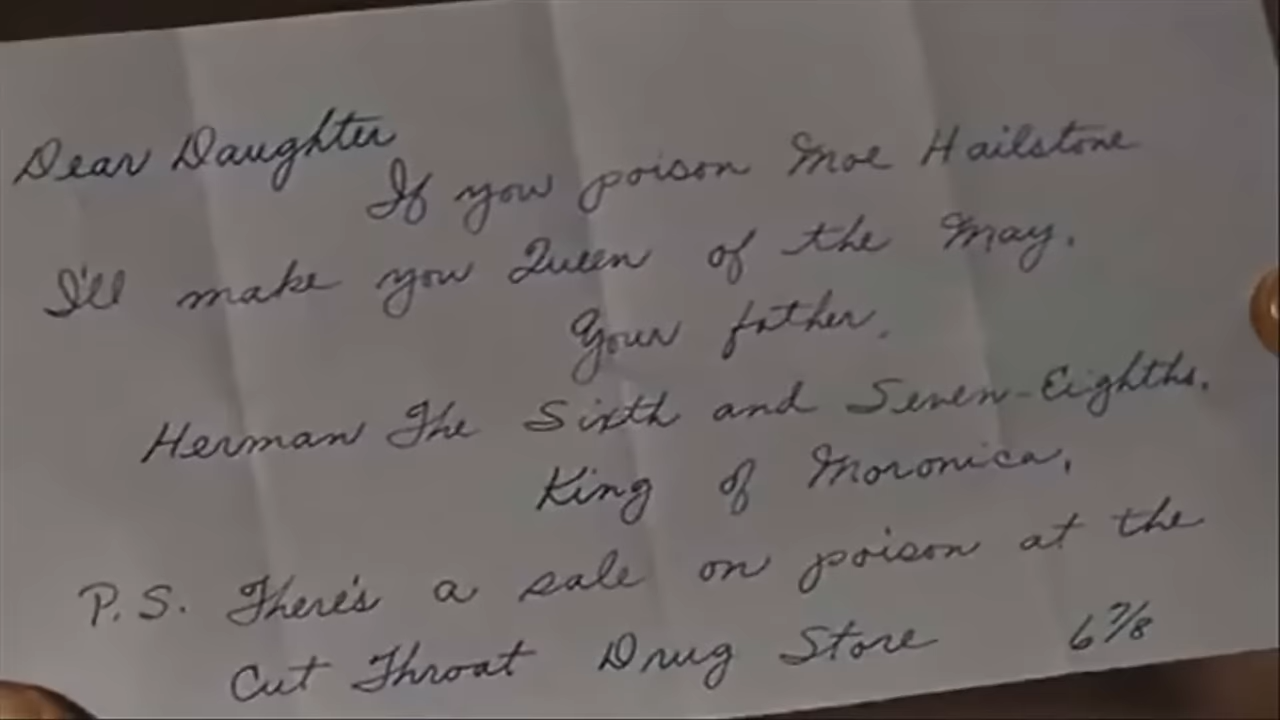 Dear Daughter
If you poison Moe Hailstone
I'll make you Queen of the May.
Your father.
Herman The Sixth and Seven-Eighths.
King of Moronica.
P.S. There's a sale on poison at the
Cut Throat Drug Store 6 7/8